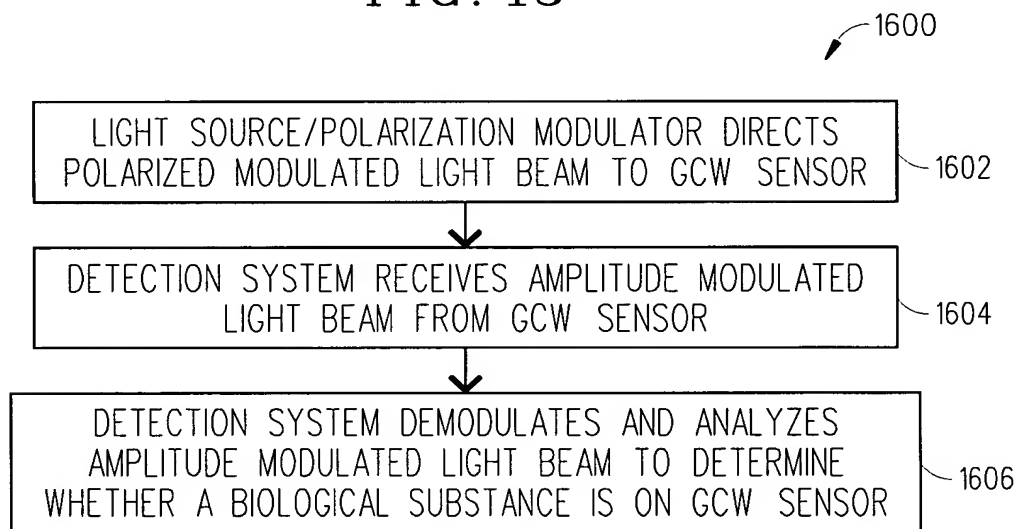 1600
LIGHT SOURCE/POLARIZATION MODULATOR DIRECTS
POLARIZED MODULATED LIGHT BEAM TO GCW SENSOR
1602
DETECTION SYSTEM RECEIVES AMPLITUDE MODULATED
LIGHT BEAM FROM GCW SENSOR
1604
DETECTION SYSTEM DEMODULATES AND ANALYZES
AMPLITUDE MODULATED LIGHT BEAM TO DETERMINE
WHETHER A BIOLOGICAL SUBSTANCE IS ON GCW SENSOR
1606